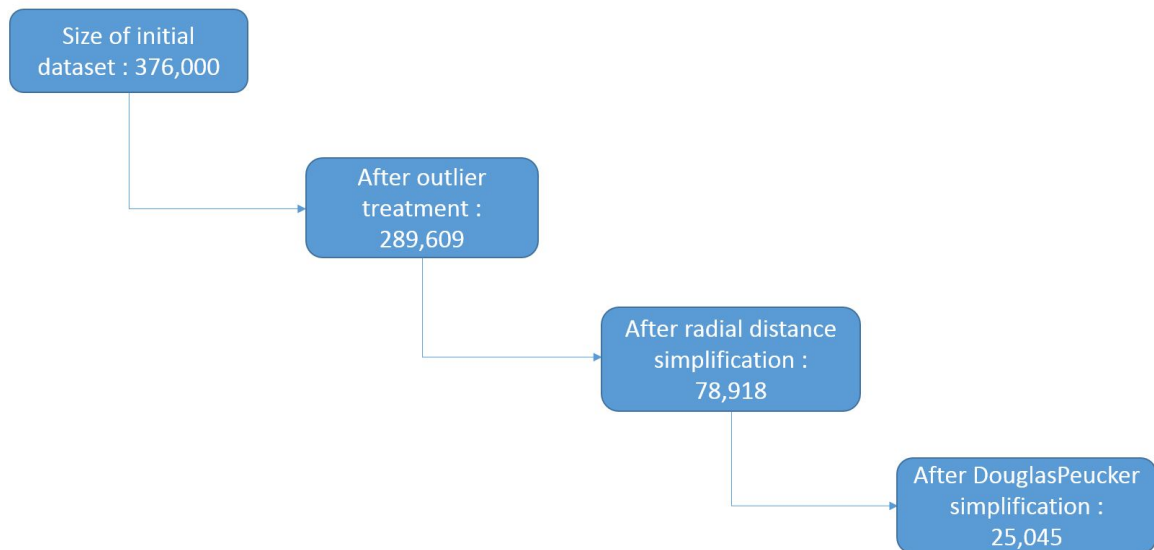 Size of initial
dataset : 376,000
After outlier
treatment :
289,609
After radial distance
simplification :
78,918
After DouglasPeucker
simplification :
25,045